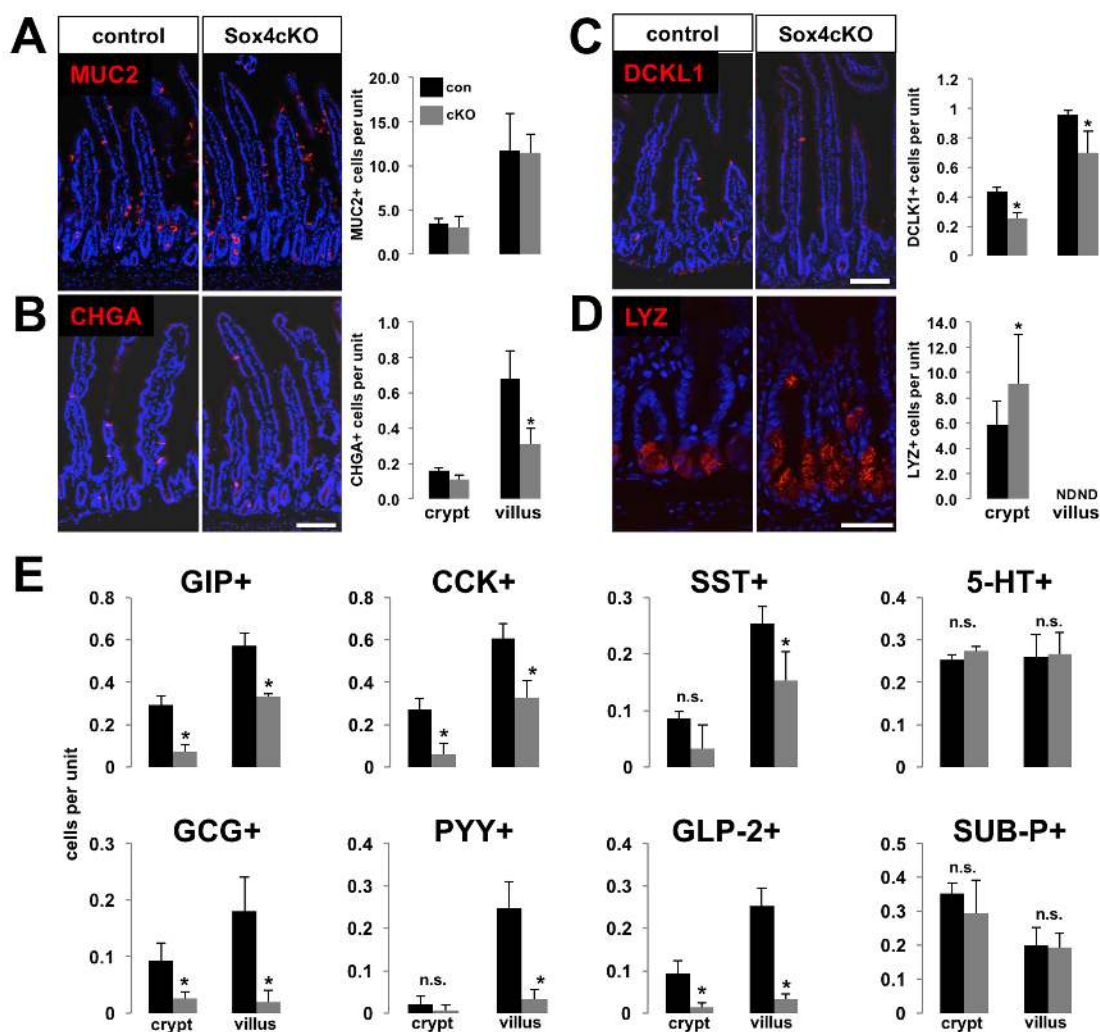 A
control
Sox4cKO
MUC2
MUC2+ cells per unit
20.0
15.0
10.0
5.0
0.0
con
cKO
C
control
Sox4cKO
DCKL1
DCLK1+ cells per unit
1.2
1
0.8
0.6
0.4
0.2
0
*
*
B
CHGA
CHGA+ cells per unit
1.0
0.8
0.6
0.4
0.2
0.0
*
crypt
villus
D
LYZ
LYZ+ cells per unit
14.0
12.0
10.0
8.0
6.0
4.0
2.0
0.0
*
NDND
crypt
villus
E
cells per unit
GIP+
0.8
0.6
0.4
0.2
0
*
*
CCK+
0.8
0.6
0.4
0.2
0
*
*
SST+
0.3
0.2
0.1
0
n.s.
*
5-HT+
0.4
0.3
0.2
0.1
0
n.s.
n.s.
GCG+
0.3
0.2
0.1
0
*
*
crypt
villus
PYY+
0.4
0.3
0.2
0.1
0
n.s.
*
crypt
villus
GLP-2+
0.4
0.3
0.2
0.1
0
*
*
crypt
villus
SUB-P+
0.5
0.4
0.3
0.2
0.1
0
n.s.
n.s.
crypt
villus